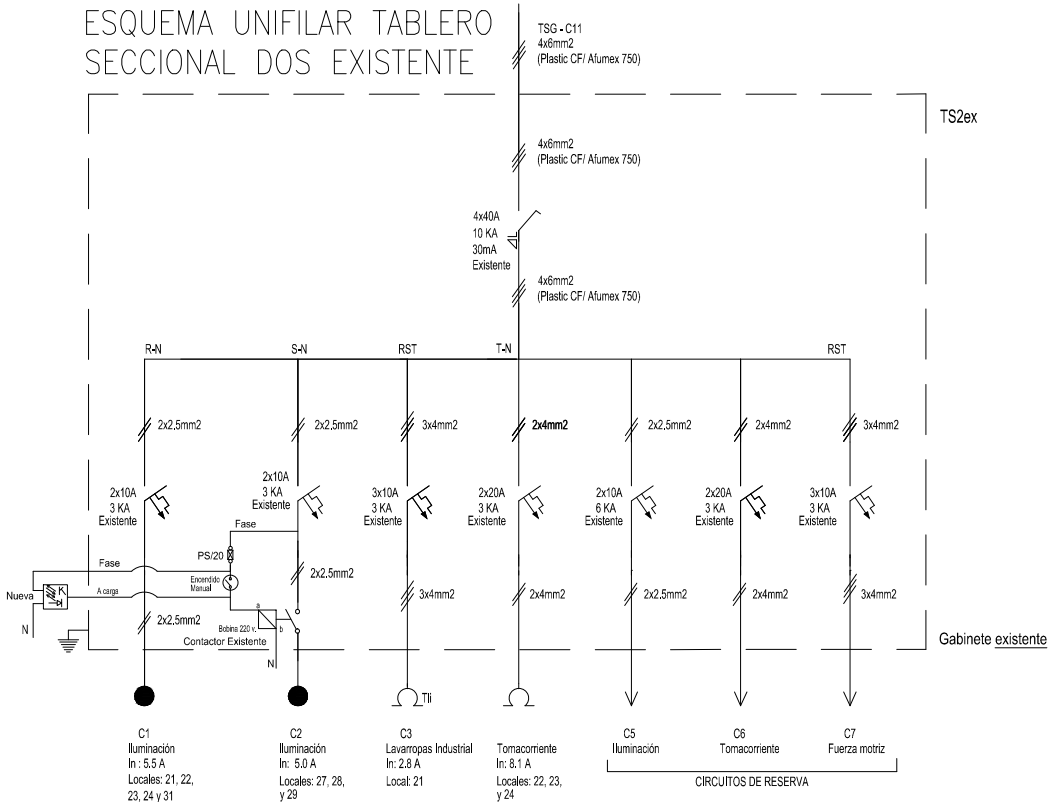 ESQUEMA UNIFILAR TABLERO
SECCIONAL DOS EXISTENTE
TSG - C11
4x6mm2
(Plastic CF/ Afumex 750)
TS2ex
4x6mm2
(Plastic CF/ Afumex 750)
4x40A
10 KA
30mA
Existente
4x6mm2
(Plastic CF/ Afumex 750)
R-N
S-N
RST
T-N
RST
2x2.5mm2
2x2.5mm2
3x4mm2
2x4mm2
2x2.5mm2
2x4mm2
3x4mm2
2x10A
3 KA
Existente
2x10A
3 KA
Existente
3x10A
3 KA
Existente
2x20A
3 KA
Existente
2x10A
6 KA
Existente
2x20A
3 KA
Existente
3x10A
3 KA
Existente
Fase
PS/20
Fase
Encendido
Manual
2x2.5mm2
Nueva
A carga
N
2x2.5mm2
3x4mm2
2x4mm2
2x2.5mm2
2x4mm2
3x4mm2
a
Bobina 220 v.
b
Contactor Existente
N
Gabinete existente
Tli
C1
Iluminación
In : 5.5 A
Locales: 21, 22,
23, 24 y 31
C2
Iluminación
In: 5.0 A
Locales: 27, 28,
y 29
C3
Lavarropas Industrial
In: 2.8 A
Local: 21
Tomacorriente
In: 8.1 A
Locales: 22, 23,
y 24
C5
Iluminación
C6
Tomacorriente
C7
Fuerza motriz
CIRCUITOS DE RESERVA